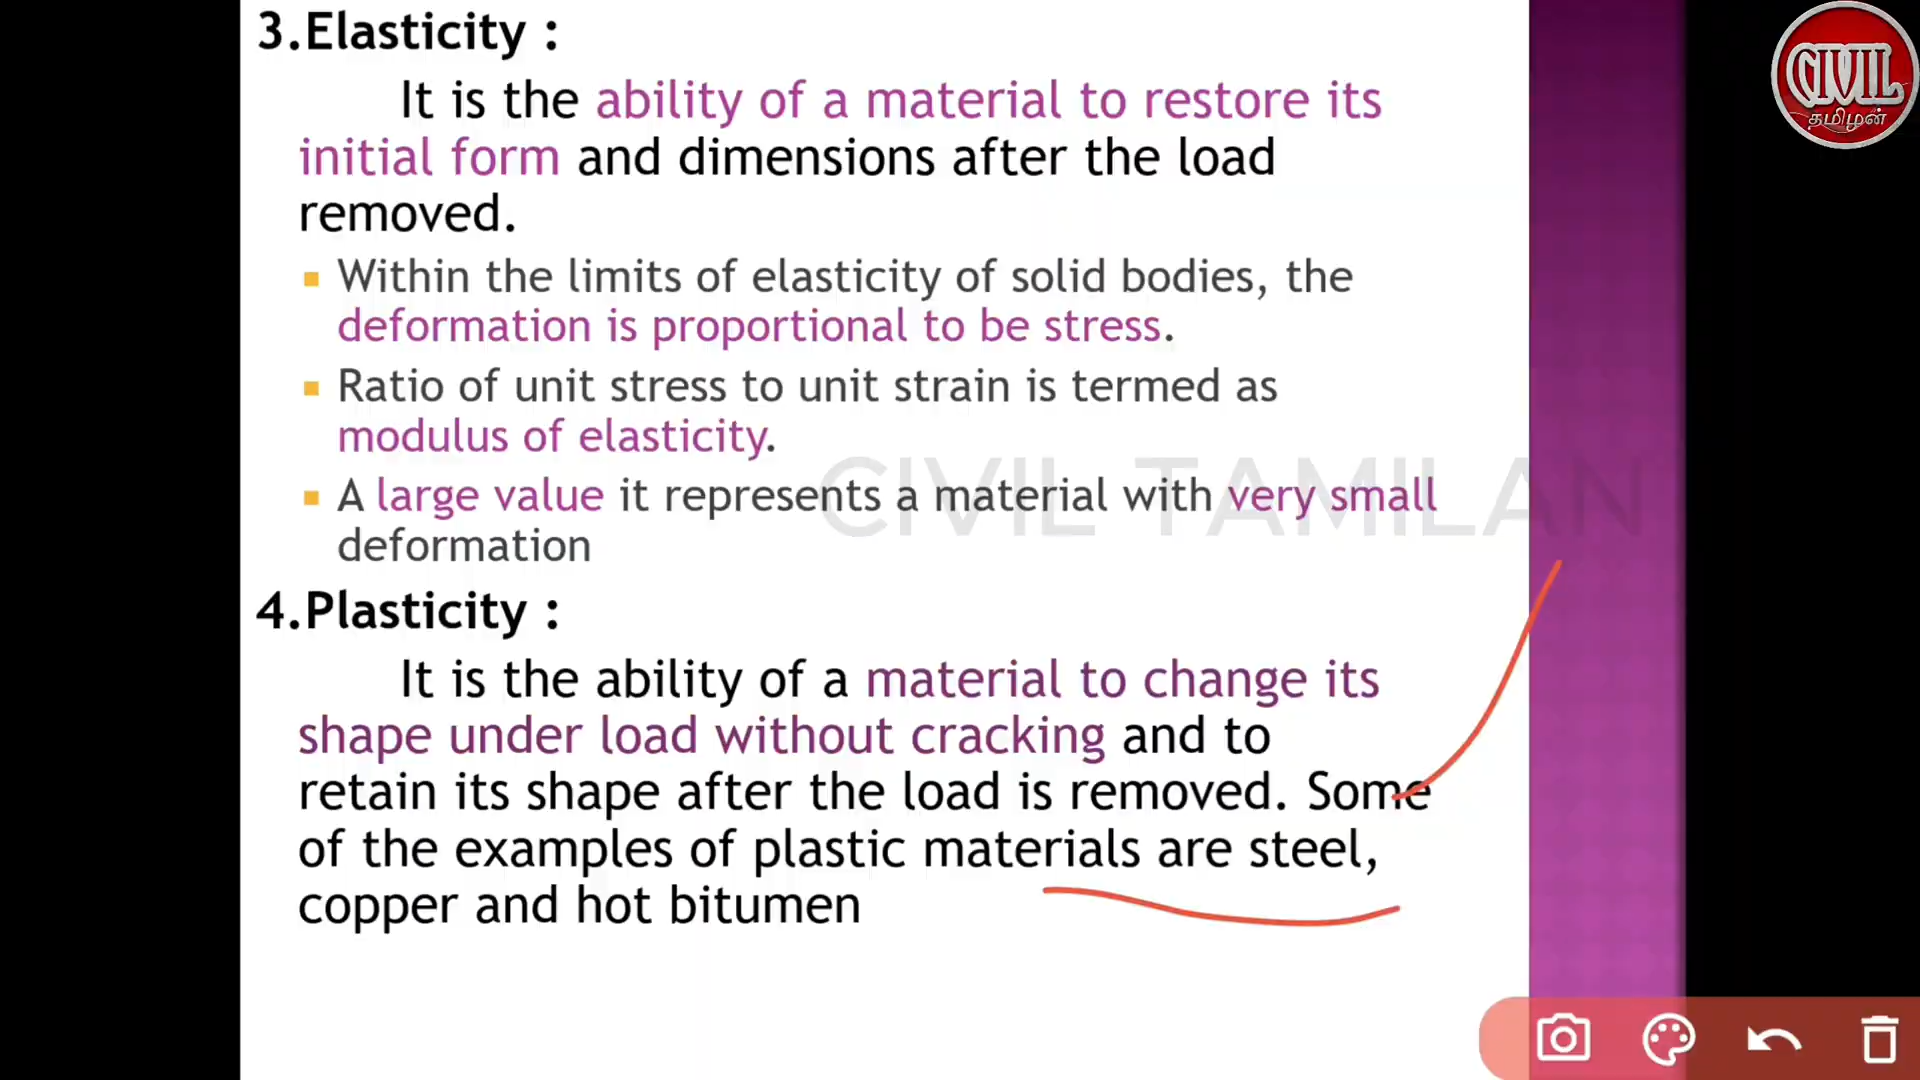 3.Elasticity :
It is the ability of a material to restore its
initial form and dimensions after the load
removed.
Within the limits of elasticity of solid bodies, the
deformation is proportional to be stress.
Ratio of unit stress to unit strain is termed as
modulus of elasticity.
A large value it represents a material with very small
deformation
4.Plasticity :
It is the ability of a material to change its
shape under load without cracking and to
retain its shape after the load is removed. Some
of the examples of plastic materials are steel,
copper and hot bitumen
CIVIL TAMILAN
CIVIL
தமிழன்